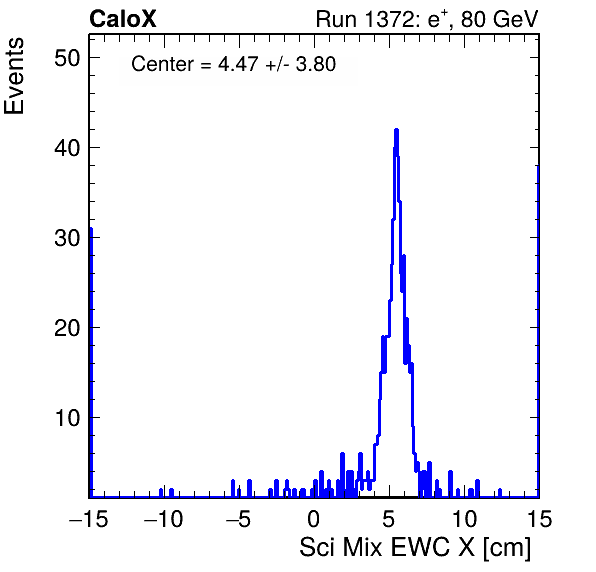 CaloX Run 1372: e+, 80 GeV
Center = 4.47 +/- 3.80
Events
50
40
30
20
10
−15 −10 −5 0 5 10 15
Sci Mix EWC X [cm]